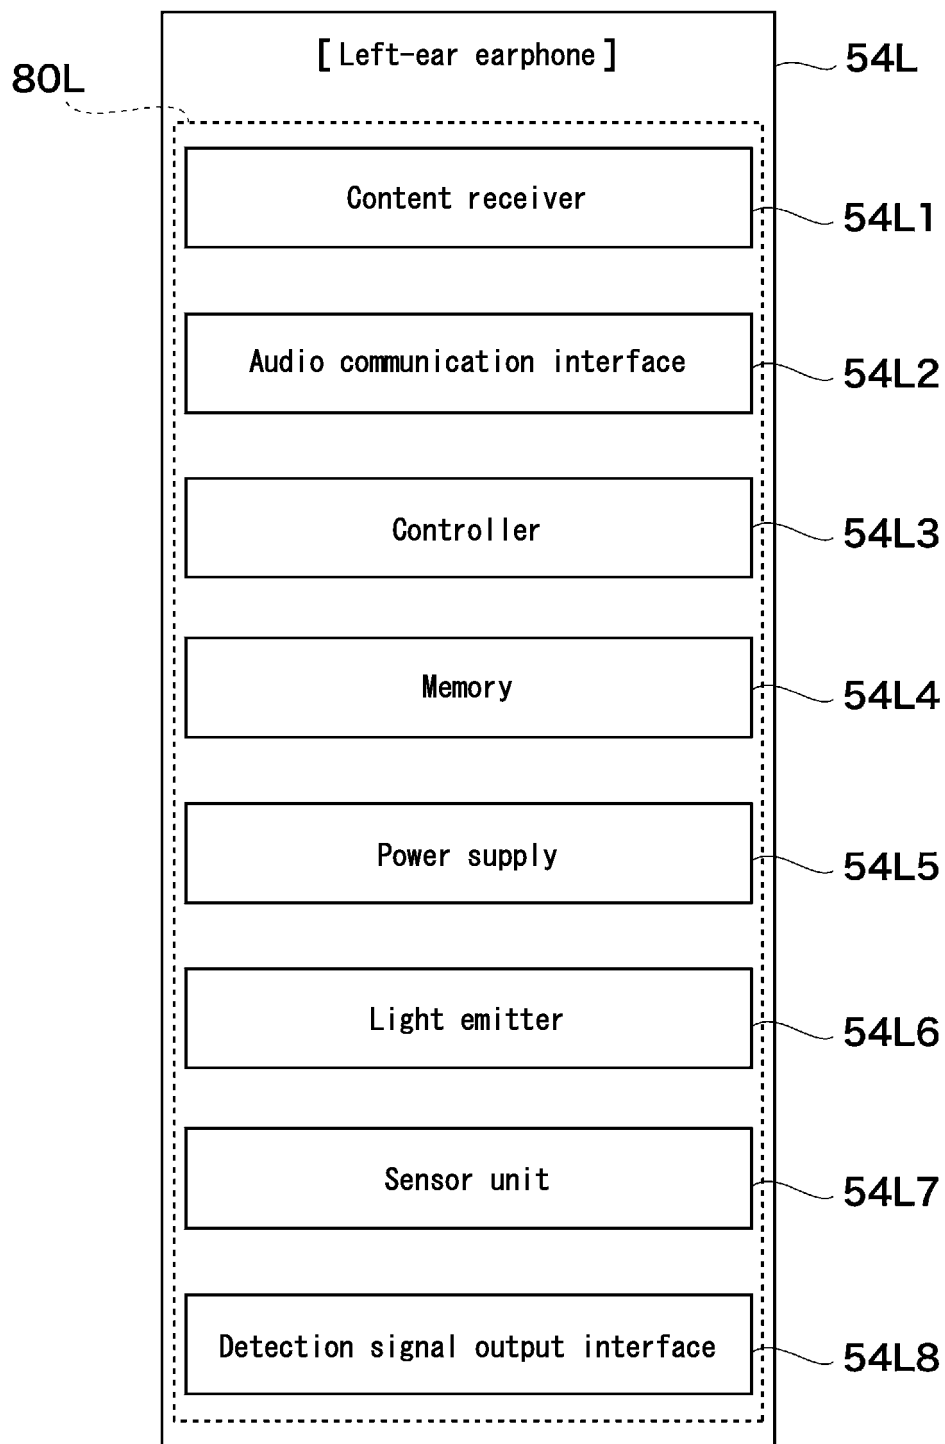 [Left-ear earphone]
54L
80L
Content receiver
54L1
Audio communication interface
54L2
Controller
54L3
Memory
54L4
Power supply
54L5
Light emitter
54L6
Sensor unit
54L7
Detection signal output interface
54L8